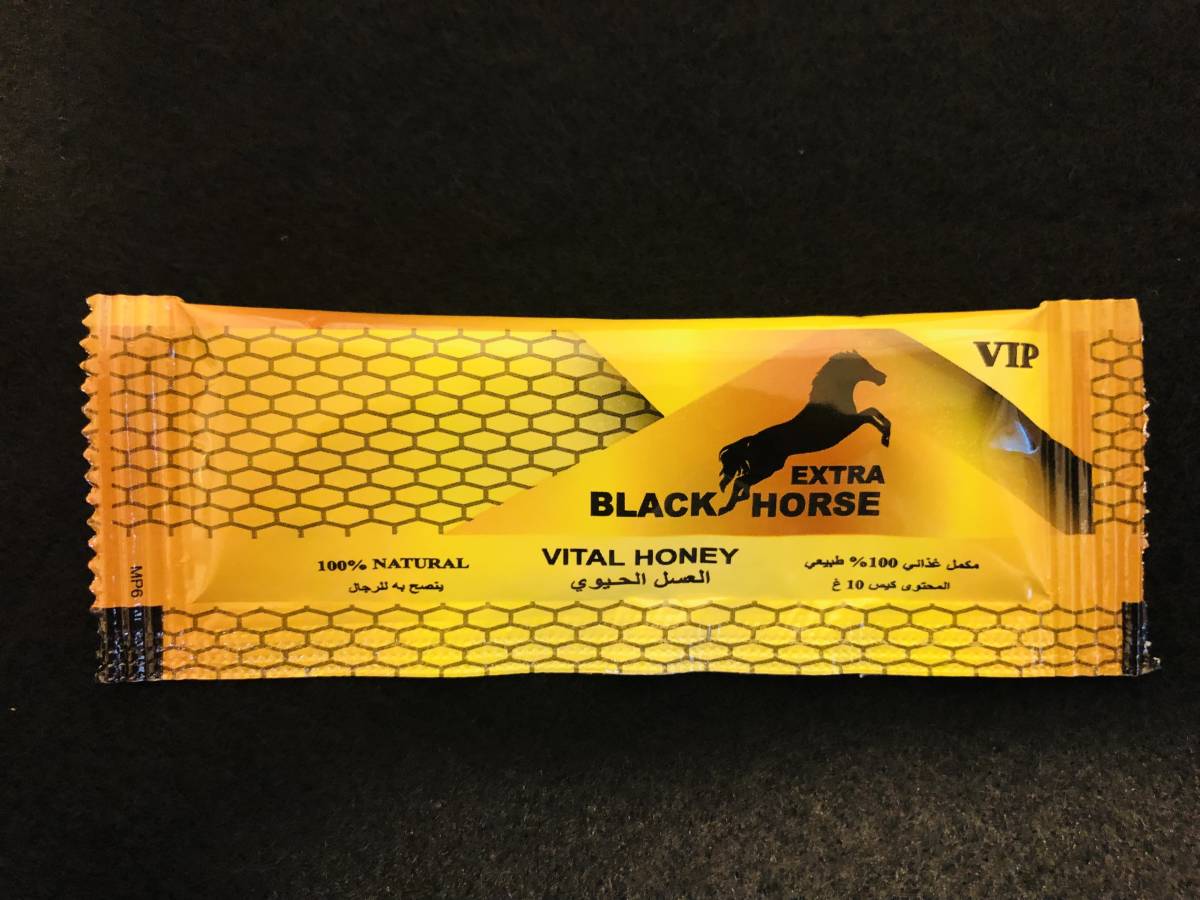 VIP
EXTRA
BLACK HORSE
100% NATURAL
ينصح به للرجال
VITAL HONEY
العسل الحيوي
مكمل غذائي 100% طبيعي
المحتوى كيس 10 غ
MP6